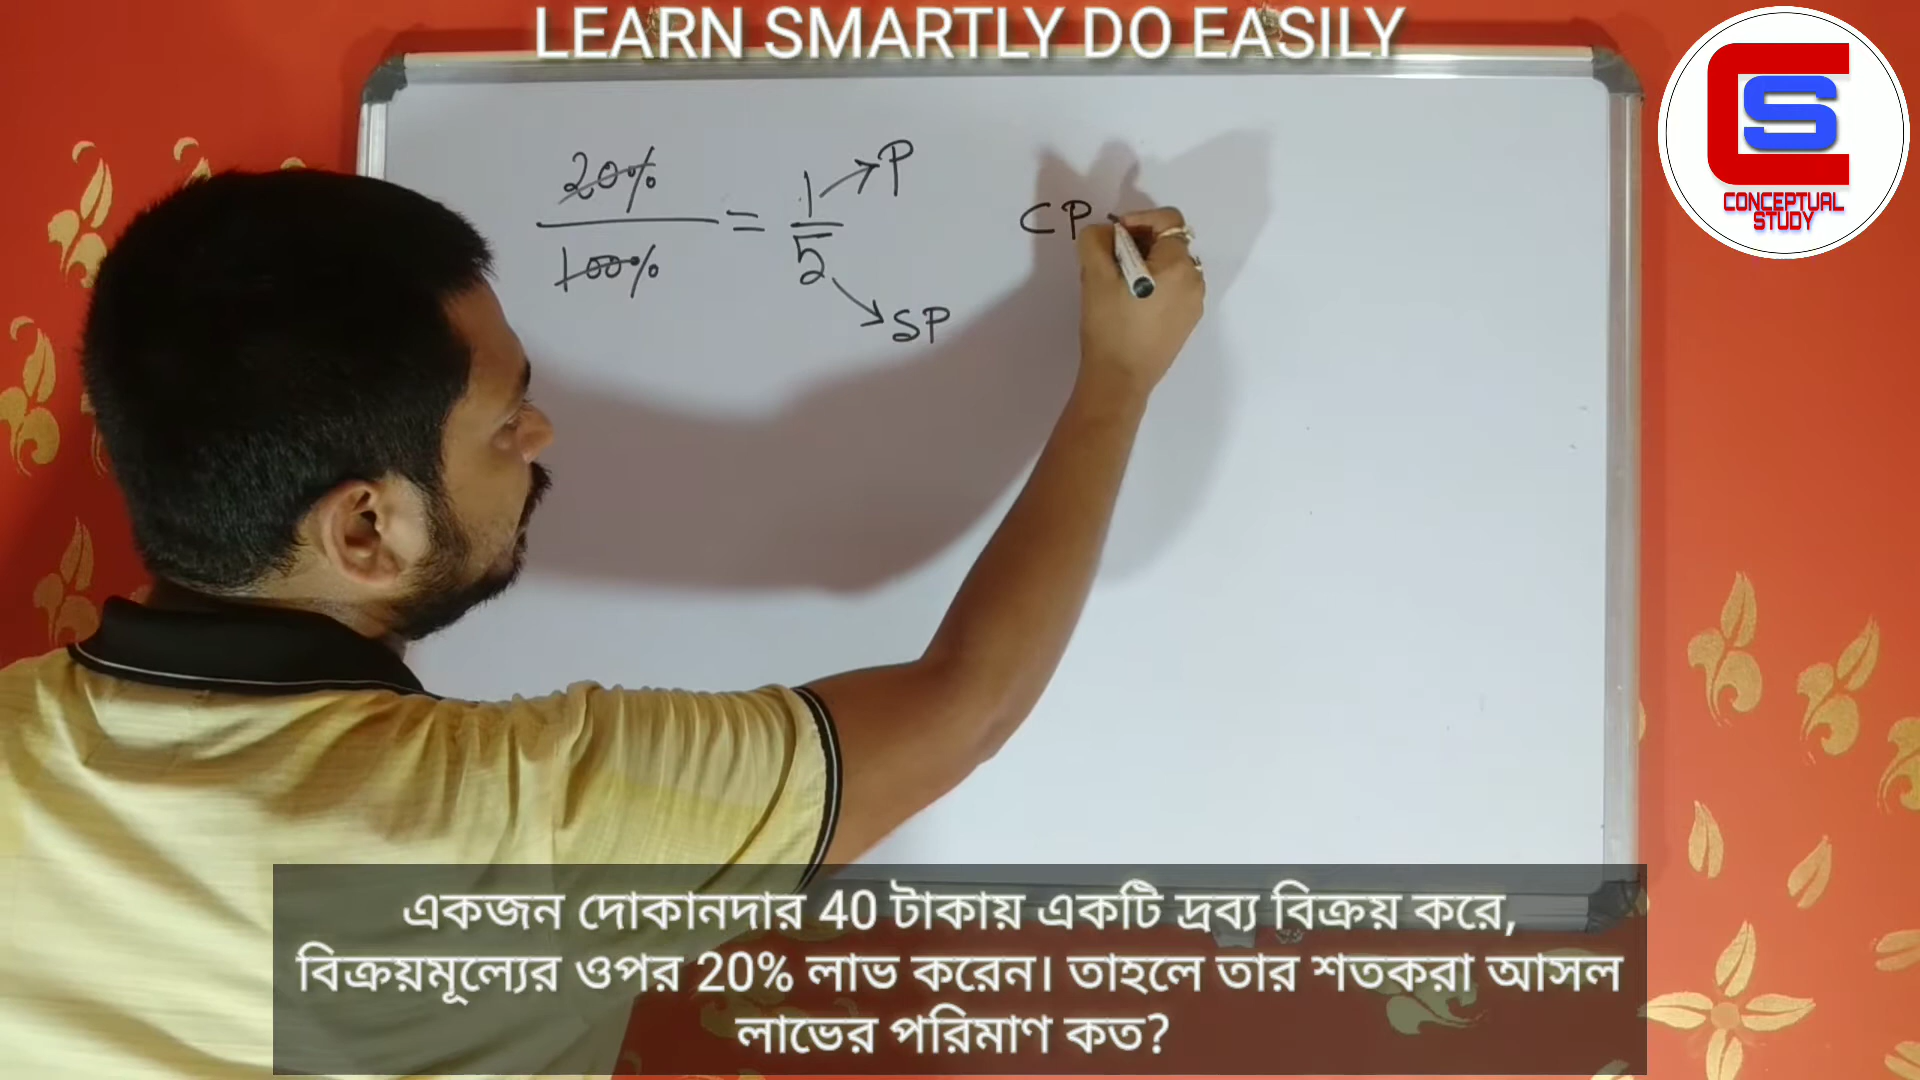 LEARN SMARTLY DO EASILY
CS
CONCEPTUAL
STUDY
20%
100%
=
1
5
P
SP
CP
একজন দোকানদার 40 টাকায় একটি দ্রব্য বিক্রয় করে,
বিক্রয়মূল্যের ওপর 20% লাভ করেন। তাহলে তার শতকরা আসল
লাভের পরিমাণ কত?